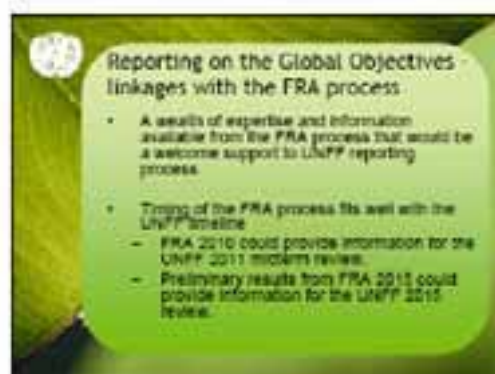 Reporting on the Global Objectives -
linkages with the FRA process
• A wealth of expertise and information
available from the FRA process that would be
a welcome support to UNFF reporting
process
• Timing of the FRA process fits well with the
UNFF timeline
– FRA 2010 could provide information for the
UNFF 2011 midterm review.
– Preliminary results from FRA 2015 could
provide information for the UNFF 2015
review.